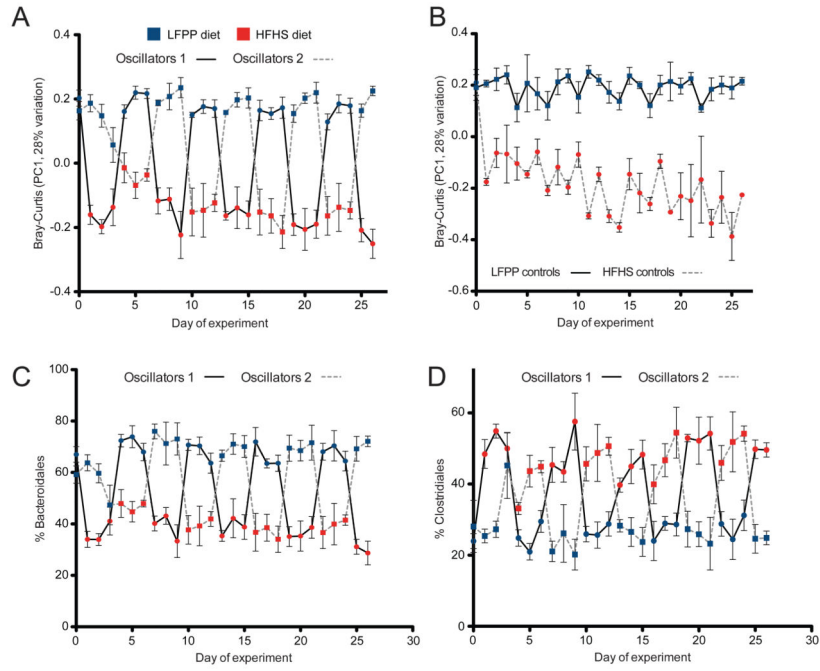 A
LFPP diet HFHS diet
Oscillators 1 Oscillators 2
0.4
0.2
0.0
-0.2
-0.4
Bray-Curtis (PC1, 28% variation)
0 5 10 15 20 25
Day of experiment
B
0.4
0.2
0.0
-0.2
-0.4
-0.6
Bray-Curtis (PC1, 28% variation)
LFPP controls HFHS controls
0 5 10 15 20 25
Day of experiment
C
Oscillators 1 Oscillators 2
100
80
60
40
20
0
% Bacteroidales
0 5 10 15 20 25 30
Day of experiment
D
Oscillators 1 Oscillators 2
60
40
20
0
% Clostridiales
0 5 10 15 20 25 30
Day of experiment